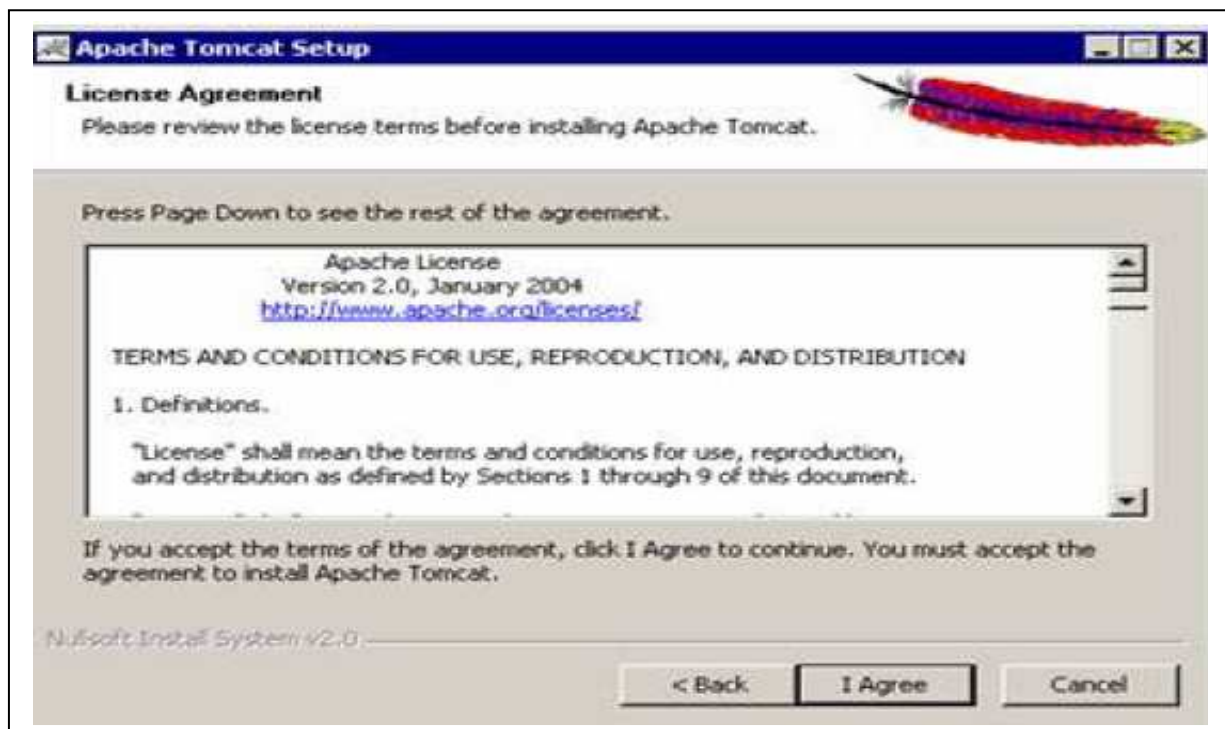 Apache Tomcat Setup
License Agreement
Please review the license terms before installing Apache Tomcat.
Press Page Down to see the rest of the agreement.
Apache License
Version 2.0, January 2004
http://www.apache.org/licenses/
TERMS AND CONDITIONS FOR USE, REPRODUCTION, AND DISTRIBUTION
1. Definitions.
"License" shall mean the terms and conditions for use, reproduction,
and distribution as defined by Sections 1 through 9 of this document.
If you accept the terms of the agreement, click I Agree to continue. You must accept the
agreement to install Apache Tomcat.
Nullsoft Install System v2.0
< Back
I Agree
Cancel